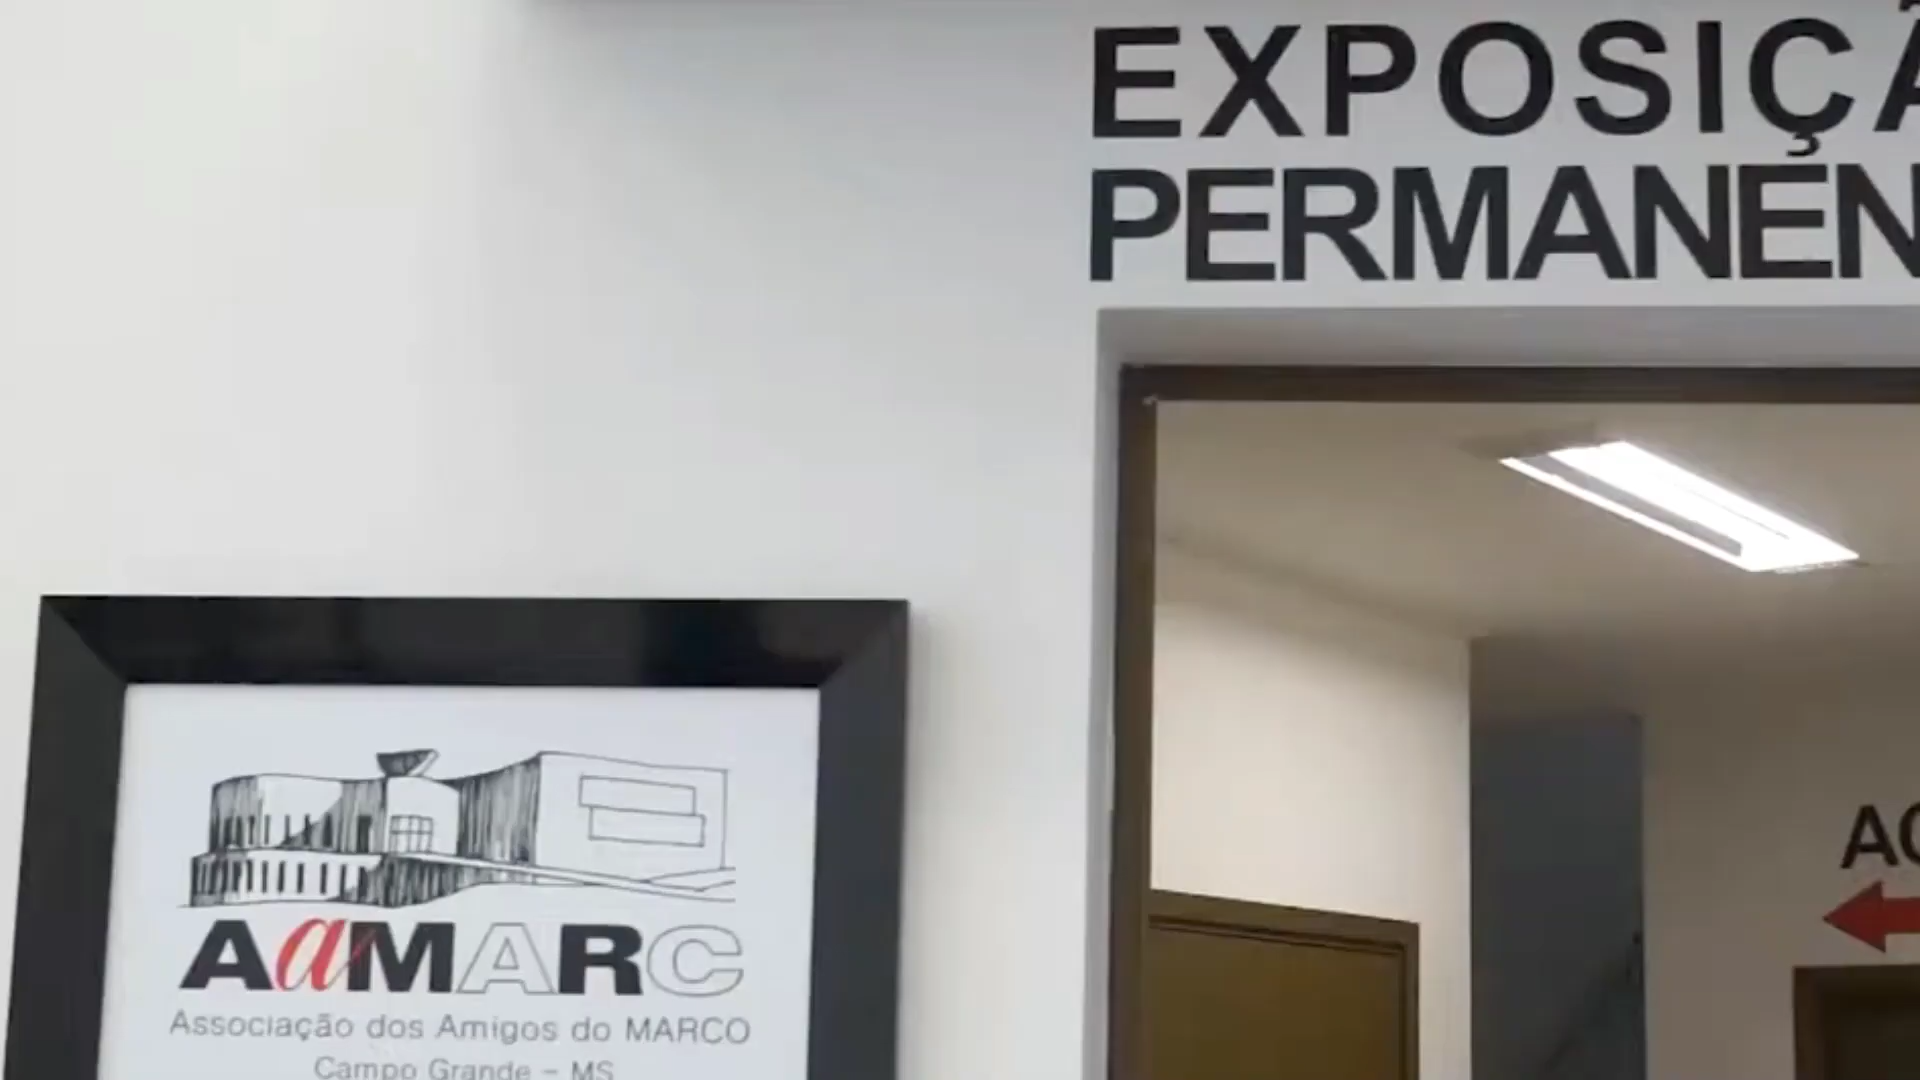 EXPOSIÇÃ
PERMANEN
AaMARC
Associação dos Amigos do MARCO
Campo Grande – MS